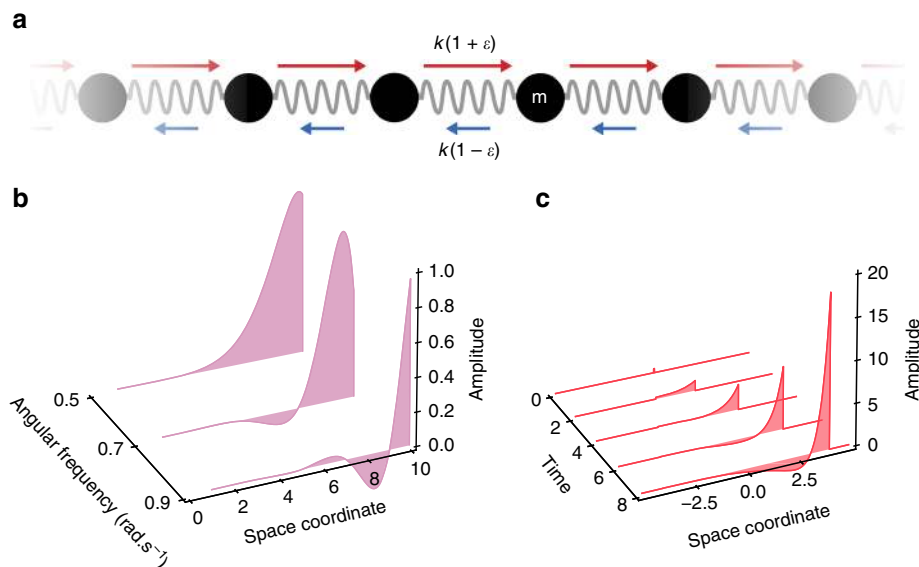 a
k(1 + ε)
m
k(1 − ε)
b
c
1.0
0.8
0.6
0.4
0.2
0.0
Amplitude
0.5
0.7
0.9
Angular frequency (rad.s⁻¹)
0
2
4
6
8
10
Space coordinate
20
15
10
5
0
Amplitude
0
2
4
6
8
Time
−2.5
0.0
2.5
Space coordinate